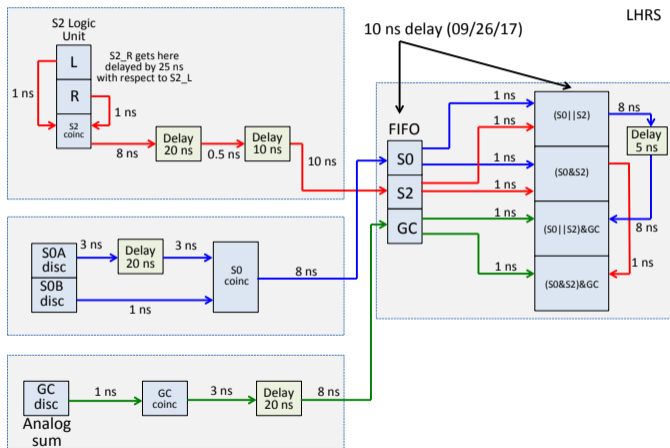 LHRS
10 ns delay (09/26/17)
S2 Logic
Unit
L
R
S2
coinc
S2_R gets here
delayed by 25 ns
with respect to S2_L
1 ns
1 ns
8 ns
Delay
20 ns
0.5 ns
Delay
10 ns
10 ns
S0A
disc
S0B
disc
3 ns
Delay
20 ns
3 ns
1 ns
S0
coinc
8 ns
GC
disc
Analog
sum
1 ns
GC
coinc
3 ns
Delay
20 ns
8 ns
FIFO
S0
S2
GC
1 ns
1 ns
1 ns
1 ns
1 ns
1 ns
(S0||S2)
(S0&S2)
(S0||S2)&GC
(S0&S2)&GC
8 ns
Delay
5 ns
8 ns
1 ns